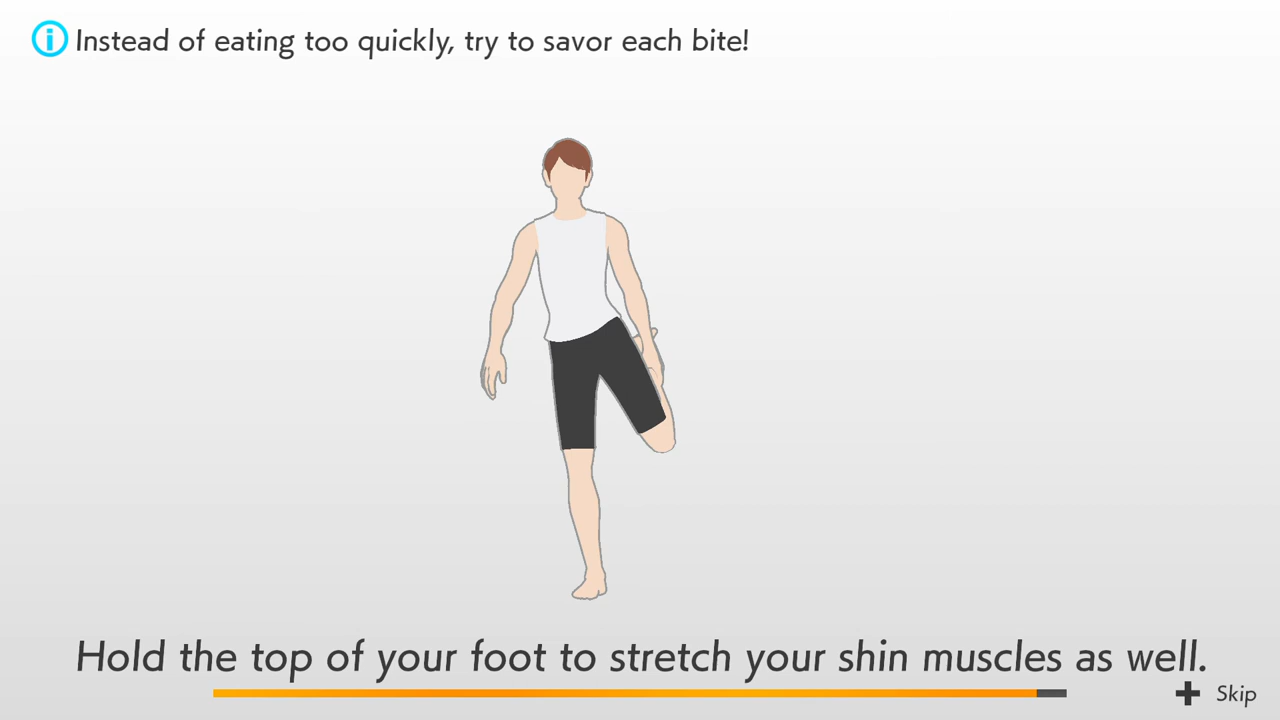 Instead of eating too quickly, try to savor each bite!
Hold the top of your foot to stretch your shin muscles as well.
Skip